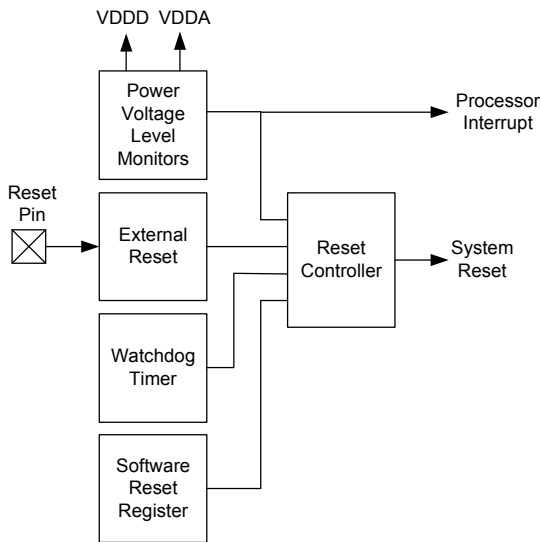 VDDD VDDA
Power
Voltage
Level
Monitors
Processor
Interrupt
Reset
Pin
External
Reset
Reset
Controller
System
Reset
Watchdog
Timer
Software
Reset
Register